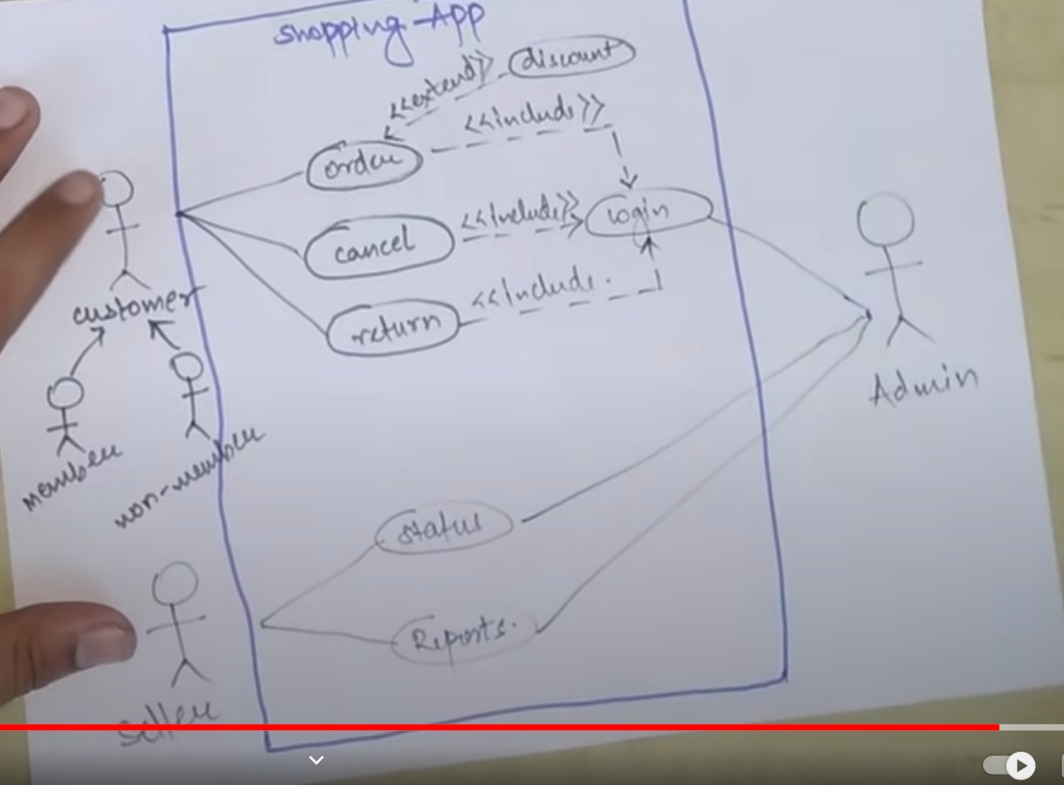 Shopping-App
<<extend>>
discount
<<include>>
order
login
<<include>>
cancel
<<include.
return
customer
member
non-member
Admin
status
Reports.
seller